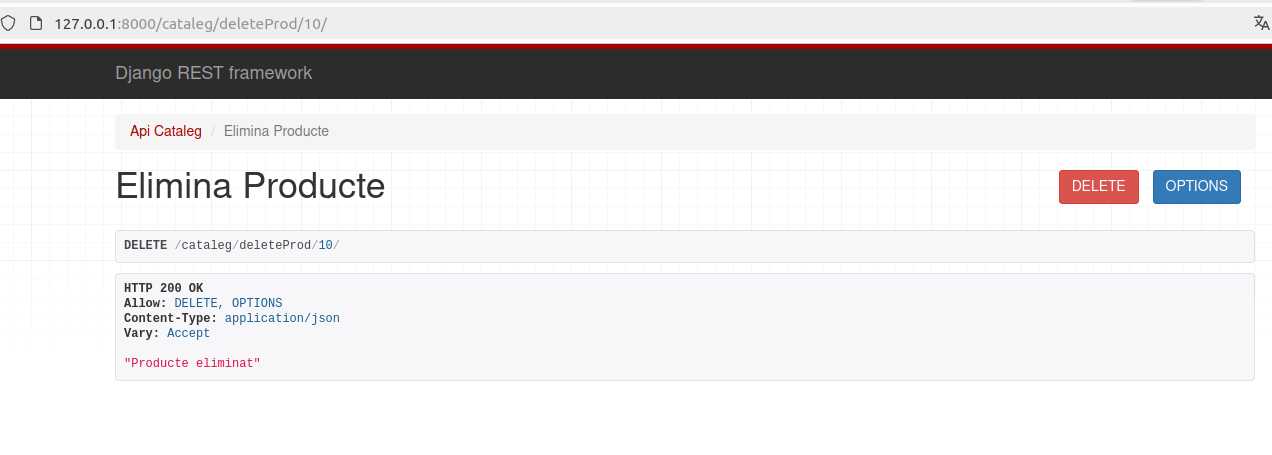 127.0.0.1:8000/cataleg/deleteProd/10/
Django REST framework
Api Cataleg / Elimina Producte
Elimina Producte
DELETE
OPTIONS
DELETE /cataleg/deleteProd/10/
HTTP 200 OK
Allow: DELETE, OPTIONS
Content-Type: application/json
Vary: Accept
"Producte eliminat"